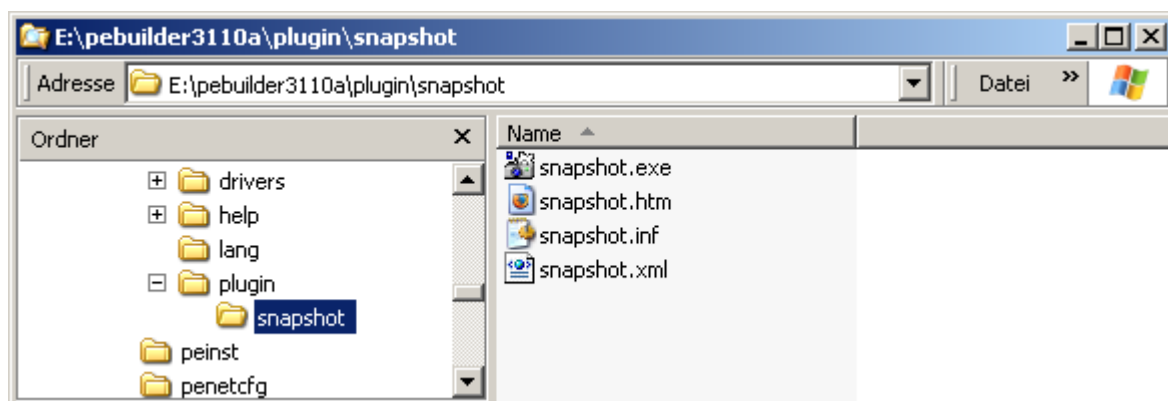 E:\pebuilder3110a\plugin\snapshot
Adresse E:\pebuilder3110a\plugin\snapshot Datei »
Ordner
drivers
help
lang
plugin
snapshot
peinst
penetcfg
Name
snapshot.exe
snapshot.htm
snapshot.inf
snapshot.xml